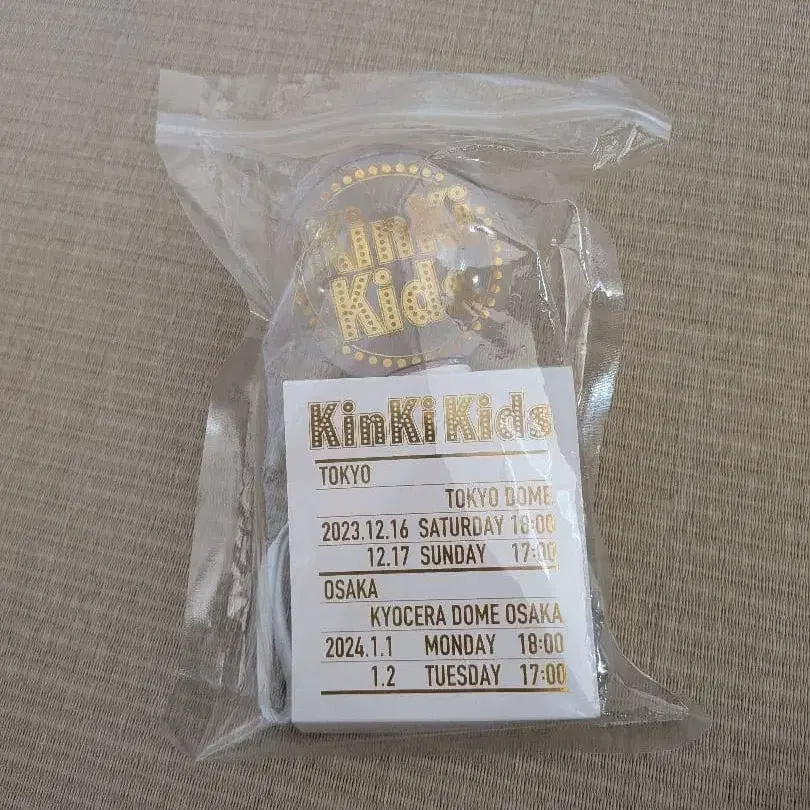 KinKi
Kids
KinKi Kids
TOKYO
TOKYO DOME
2023.12.16 SATURDAY 18:00
12.17 SUNDAY 17:00
OSAKA
KYOCERA DOME OSAKA
2024.1.1 MONDAY 18:00
1.2 TUESDAY 17:00